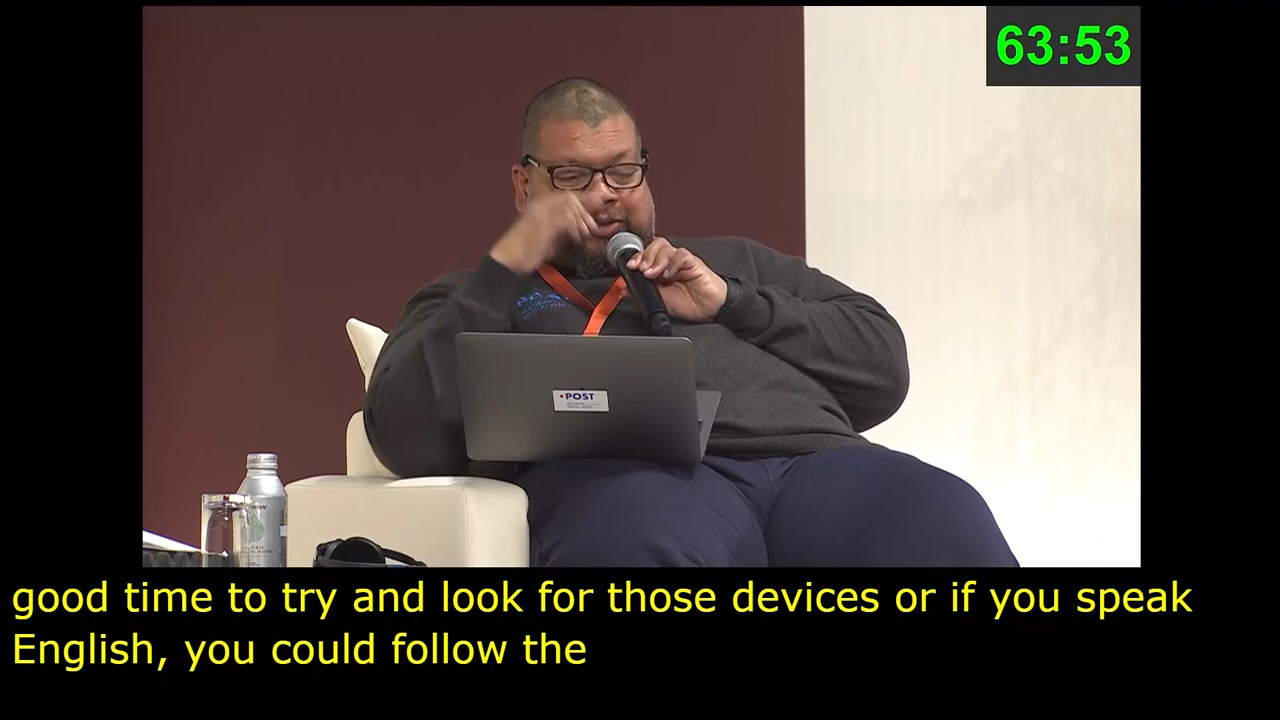 63:53
POST
good time to try and look for those devices or if you speak
English, you could follow the